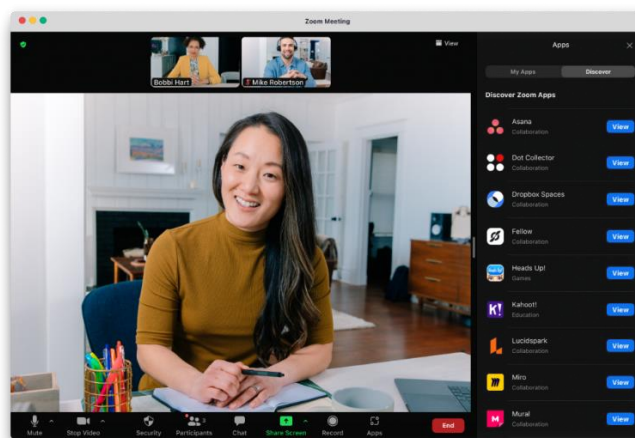 Zoom Meeting
View
Bobbi Hart
Mike Robertson
Apps
My Apps
Discover
Discover Zoom Apps
Asana
Collaboration
View
Dot Collector
Collaboration
View
Dropbox Spaces
Collaboration
View
Fellow
Collaboration
View
Heads Up!
Games
View
K!
Kahoot!
Education
View
Lucidspark
Collaboration
View
Miro
Collaboration
View
M
Mural
Collaboration
View
Mute
Stop Video
Security
Participants
3
Chat
Share Screen
Record
Apps
End